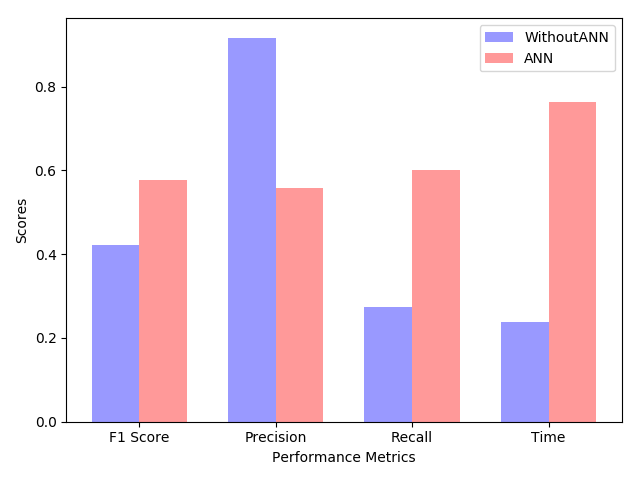 WithoutANN
ANN
Scores
0.8
0.6
0.4
0.2
0.0
F1 Score
Precision
Recall
Time
Performance Metrics